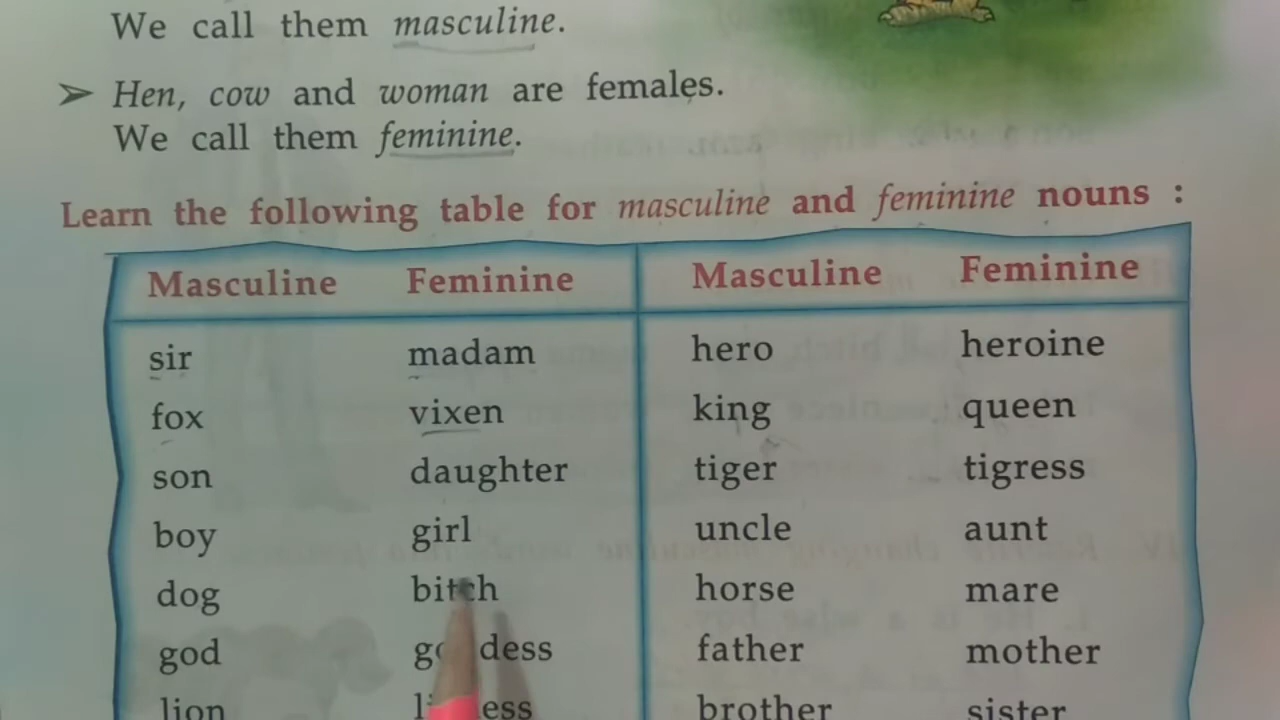 We call them masculine.
➢ Hen, cow and woman are females.
We call them feminine.
Learn the following table for masculine and feminine nouns :
Masculine Feminine Masculine Feminine
sir madam hero heroine
fox vixen king queen
son daughter tiger tigress
boy girl uncle aunt
dog bitch horse mare
god goddess father mother
lion brother sister